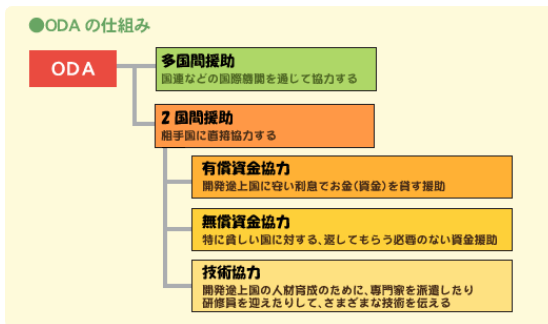 ●ODAの仕組み
ODA
多国間援助
国連などの国際機関を通じて協力する
2国間援助
相手国に直接協力する
有償資金協力
開発途上国に安い利息でお金(資金)を貸す援助
無償資金協力
特に貧しい国に対する、返してもらう必要のない資金援助
技術協力
開発途上国の人材育成のために、専門家を派遣したり
研修員を迎えたりして、さまざまな技術を伝える